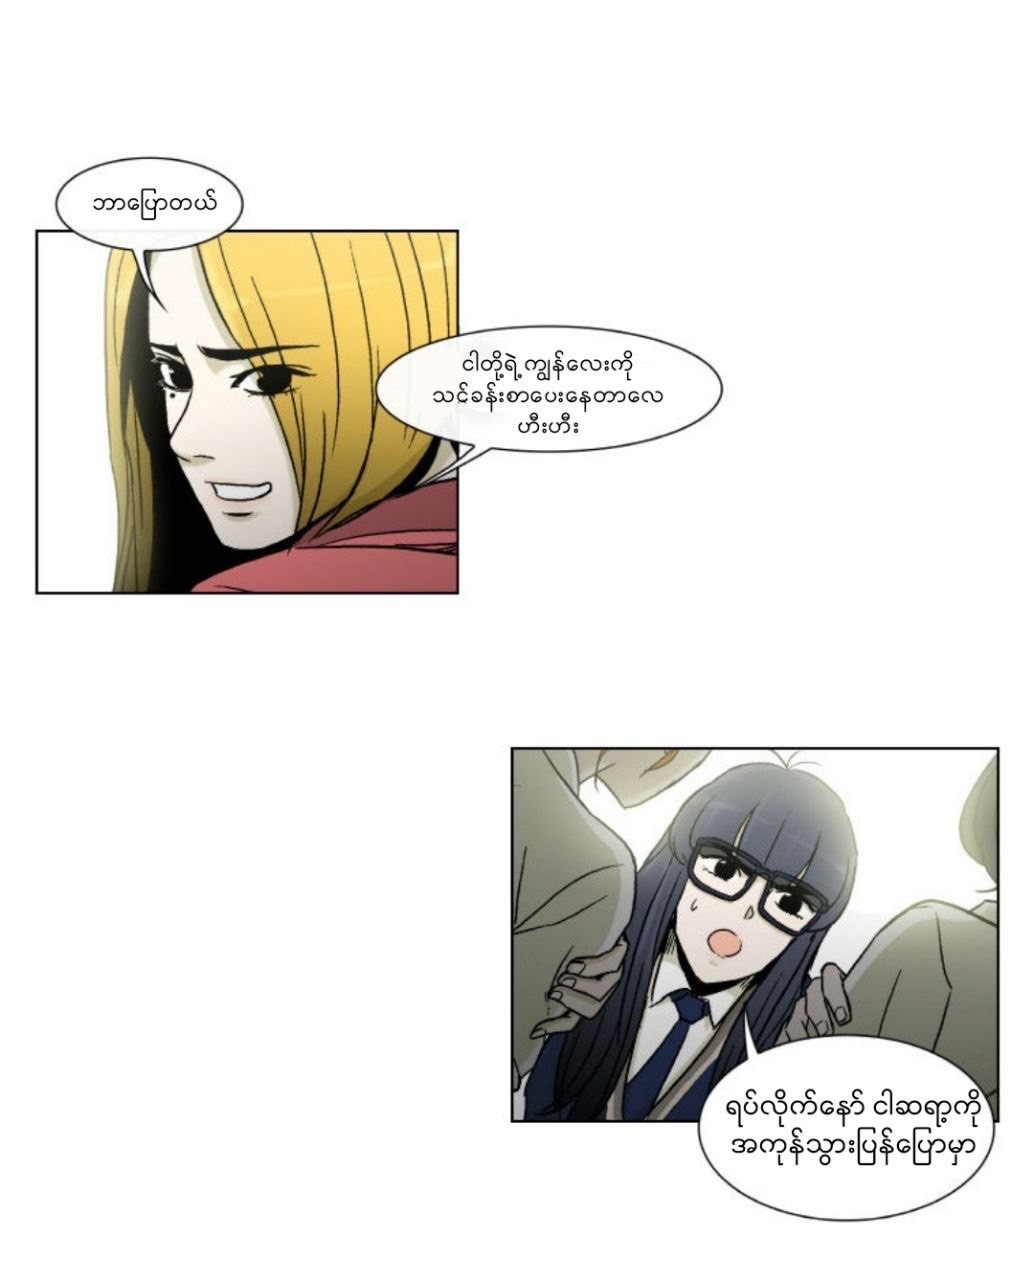 ဘာပြောတယ်
ငါတို့ရဲ့ကျွန်လေးကို
သင်ခန်းစာပေးနေတာလေ
ဟီးဟီး
ရပ်လိုက်နော် ငါဆရာ့ကို
အကုန်သွားပြန်ပြောမှာ